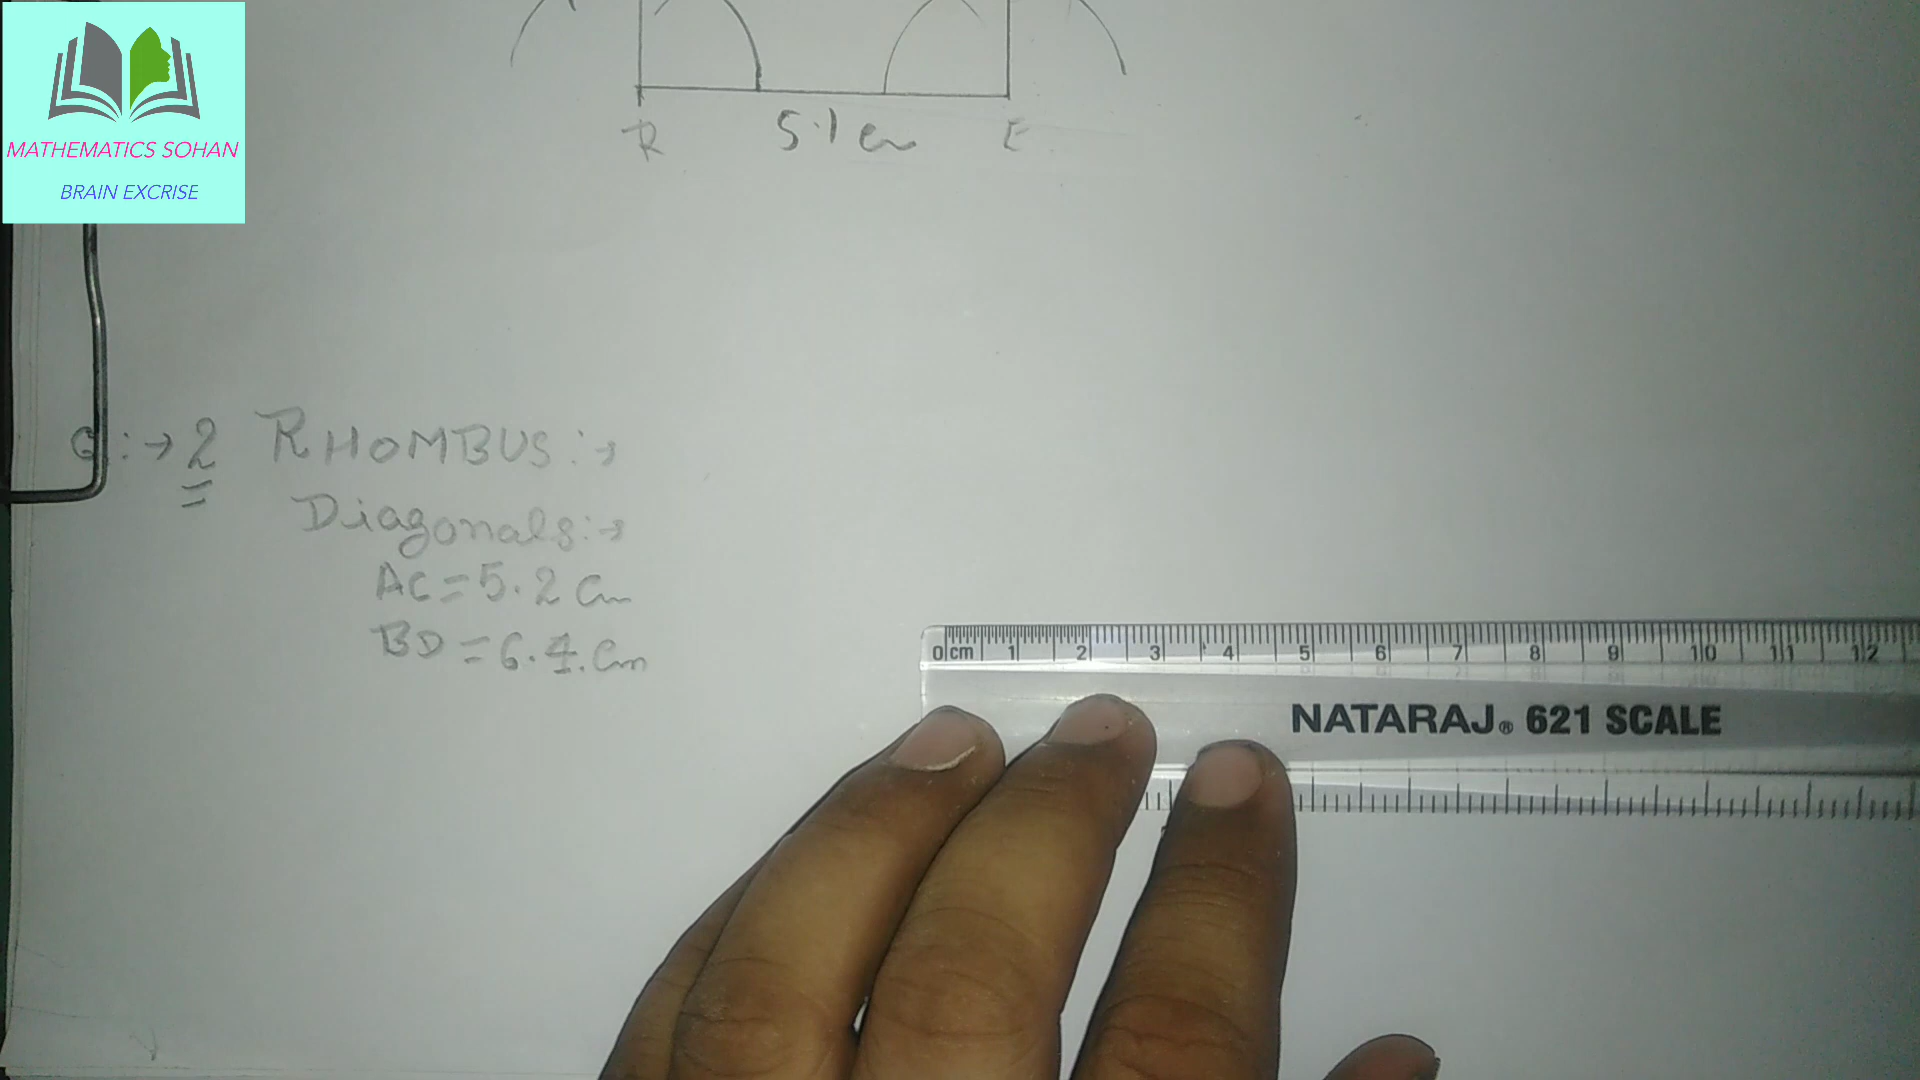 MATHEMATICS SOHAN
BRAIN EXCRISE
R 5.1 cm E
Q:→2 RHOMBUS:→
Diagonals:→
AC=5.2 Cm
BD=6.4.Cm
0 cm 1 2 3 4 5 6 7 8 9 10 11 12
NATARAJ® 621 SCALE